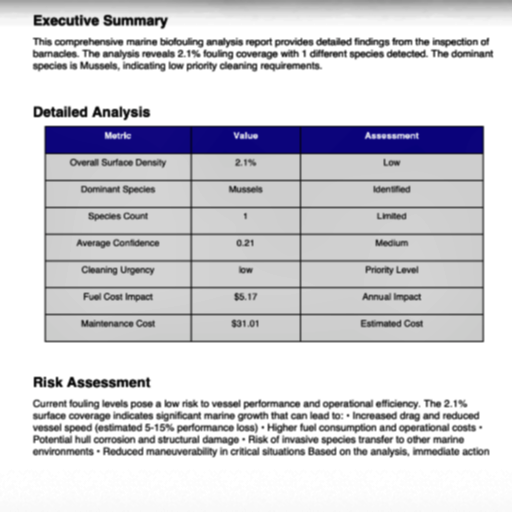 Executive Summary
This comprehensive marine biofouling analysis report provides detailed findings from the inspection of
barnacles. The analysis reveals 2.1% fouling coverage with 1 different species detected. The dominant
species is Mussels, indicating low priority cleaning requirements.
Detailed Analysis
Metric Value Assessment
Overall Surface Density 2.1% Low
Dominant Species Mussels Identified
Species Count 1 Limited
Average Confidence 0.21 Medium
Cleaning Urgency low Priority Level
Fuel Cost Impact $5.17 Annual Impact
Maintenance Cost $31.01 Estimated Cost
Risk Assessment
Current fouling levels pose a low risk to vessel performance and operational efficiency. The 2.1%
surface coverage indicates significant marine growth that can lead to: • Increased drag and reduced
vessel speed (estimated 5-15% performance loss) • Higher fuel consumption and operational costs •
Potential hull corrosion and structural damage • Risk of invasive species transfer to other marine
environments • Reduced maneuverability in critical situations Based on the analysis, immediate action